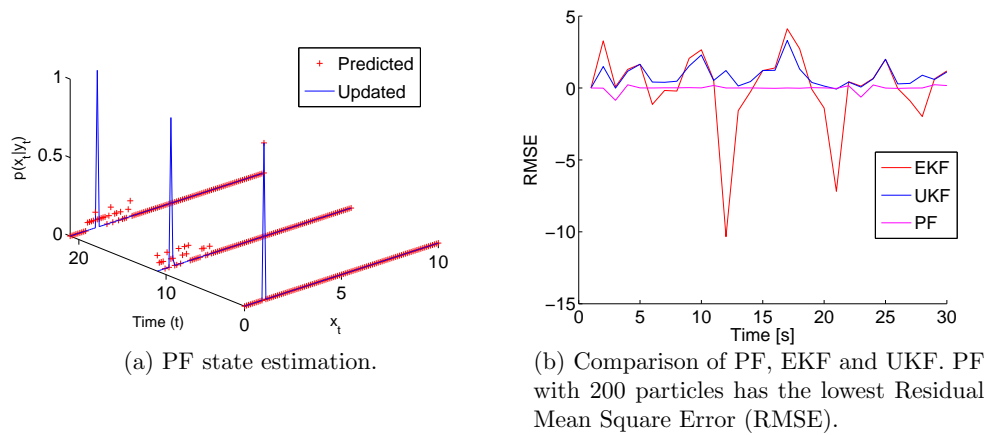 Predicted
Updated
1
0.5
0
p(x_t|y_t)
20
10
0
Time (t)
5
10
x_t
(a) PF state estimation.
5
0
−5
−10
−15
RMSE
EKF
UKF
PF
0 5 10 15 20 25 30
Time [s]
(b) Comparison of PF, EKF and UKF. PF
with 200 particles has the lowest Residual
Mean Square Error (RMSE).